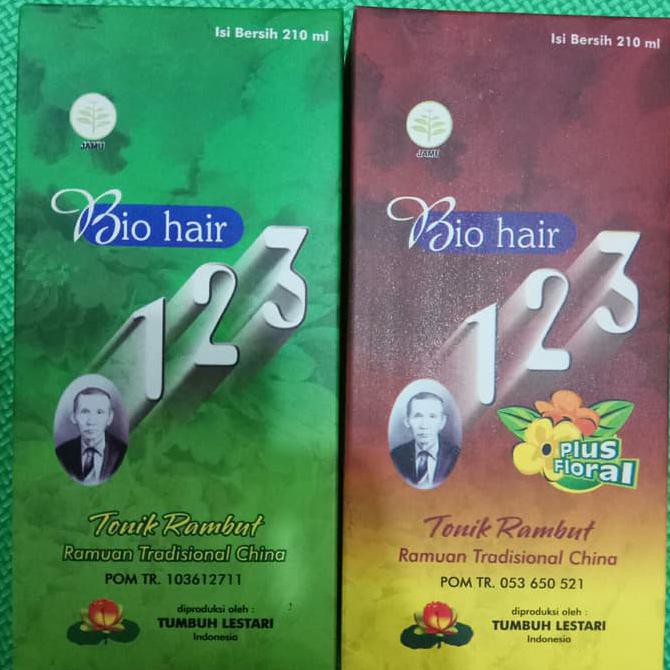 Isi Bersih 210 ml
JAMU
Bio hair
123
Tonik Rambut
Ramuan Tradisional China
POM TR. 103612711
diproduksi oleh :
TUMBUH LESTARI
Indonesia
Isi Bersih 210 ml
JAMU
Bio hair
123
Plus
Floral
Tonik Rambut
Ramuan Tradisional China
POM TR. 053 650 521
diproduksi oleh :
TUMBUH LESTARI
Indonesia